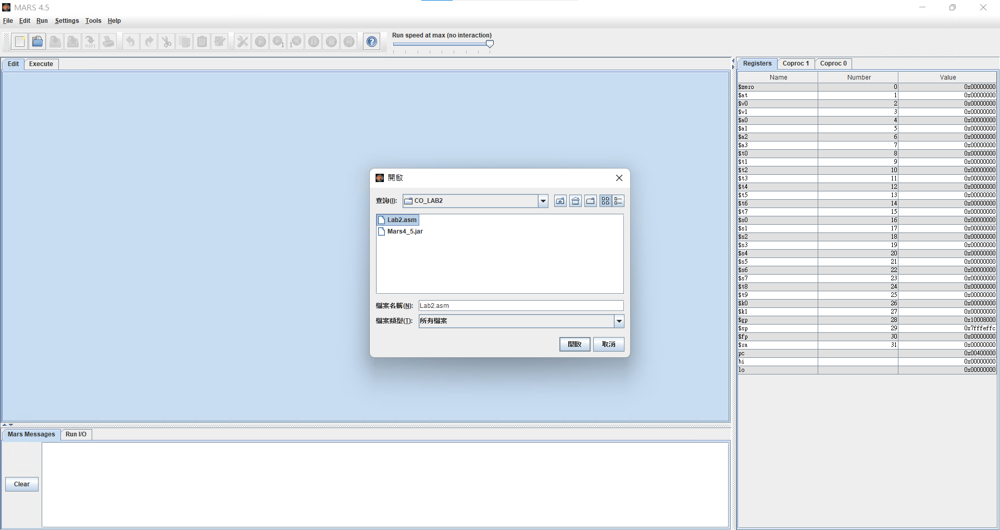 MARS 4.5
File Edit Run Settings Tools Help
Run speed at max (no interaction)
0101
1
1
?
Edit Execute
Registers Coproc 1 Coproc 0
Name Number Value
$zero 0 0x00000000
$at 1 0x00000000
$v0 2 0x00000000
$v1 3 0x00000000
$a0 4 0x00000000
$a1 5 0x00000000
$a2 6 0x00000000
$a3 7 0x00000000
$t0 8 0x00000000
$t1 9 0x00000000
$t2 10 0x00000000
$t3 11 0x00000000
$t4 12 0x00000000
$t5 13 0x00000000
$t6 14 0x00000000
$t7 15 0x00000000
$s0 16 0x00000000
$s1 17 0x00000000
$s2 18 0x00000000
$s3 19 0x00000000
$s4 20 0x00000000
$s5 21 0x00000000
$s6 22 0x00000000
$s7 23 0x00000000
$t8 24 0x00000000
$t9 25 0x00000000
$k0 26 0x00000000
$k1 27 0x00000000
$gp 28 0x10008000
$sp 29 0x7fffeffc
$fp 30 0x00000000
$ra 31 0x00000000
pc 0x00400000
hi 0x00000000
lo 0x00000000
開啟
查詢(I): CO_LAB2
Lab2.asm
Mars4_5.jar
檔案名稱(N): Lab2.asm
檔案類型(T): 所有檔案
開啟 取消
Mars Messages Run I/O
Clear